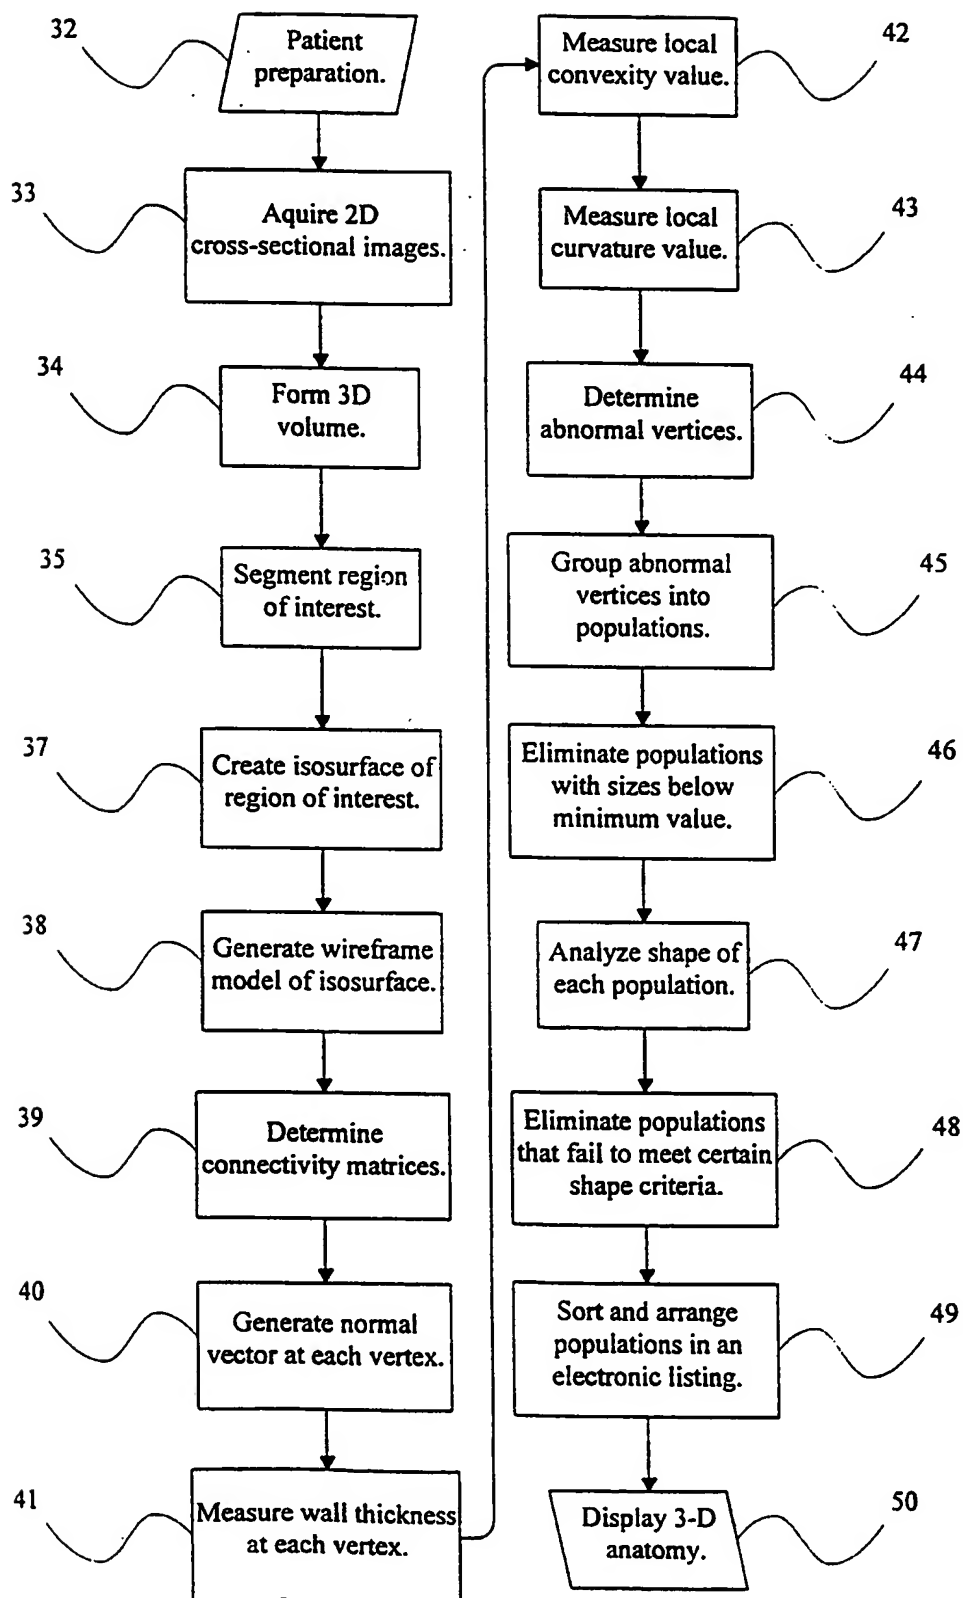 32
Patient
preparation.
33
Aquire 2D
cross-sectional images.
34
Form 3D
volume.
35
Segment region
of interest.
37
Create isosurface of
region of interest.
38
Generate wireframe
model of isosurface.
39
Determine
connectivity matrices.
40
Generate normal
vector at each vertex.
41
Measure wall thickness
at each vertex.
42
Measure local
convexity value.
43
Measure local
curvature value.
44
Determine
abnormal vertices.
45
Group abnormal
vertices into
populations.
46
Eliminate populations
with sizes below
minimum value.
47
Analyze shape of
each population.
48
Eliminate populations
that fail to meet certain
shape criteria.
49
Sort and arrange
populations in an
electronic listing.
50
Display 3-D
anatomy.